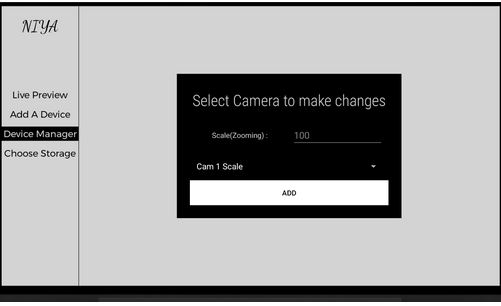 NIYA
Live Preview
Add A Device
Device Manager
Choose Storage
Select Camera to make changes
Scale(Zooming) : 100
Cam 1 Scale
ADD